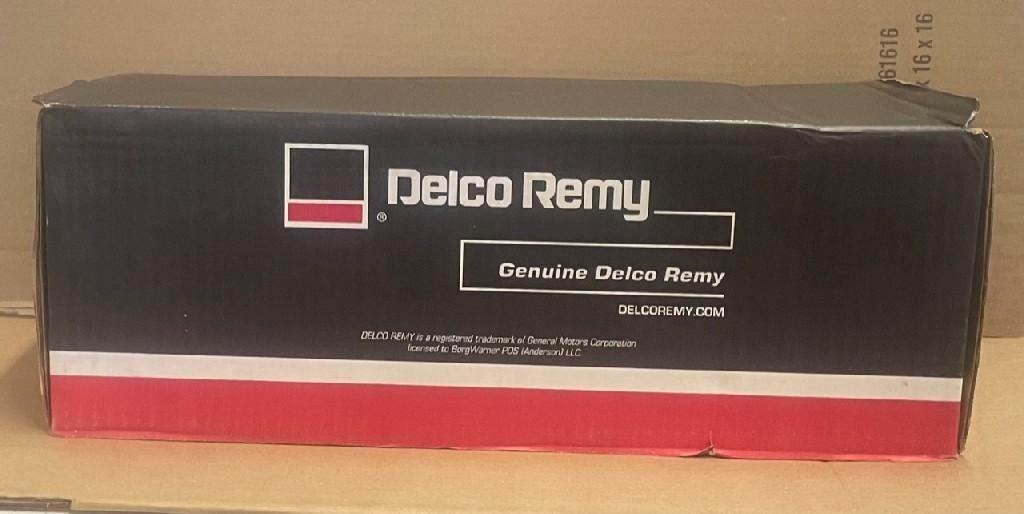 61616
16 x 16
Delco Remy
®
Genuine Delco Remy
DELCOREMY.COM
DELCO REMY is a registered trademark of General Motors Corporation
licensed to BorgWarner PDS (Anderson) LLC.